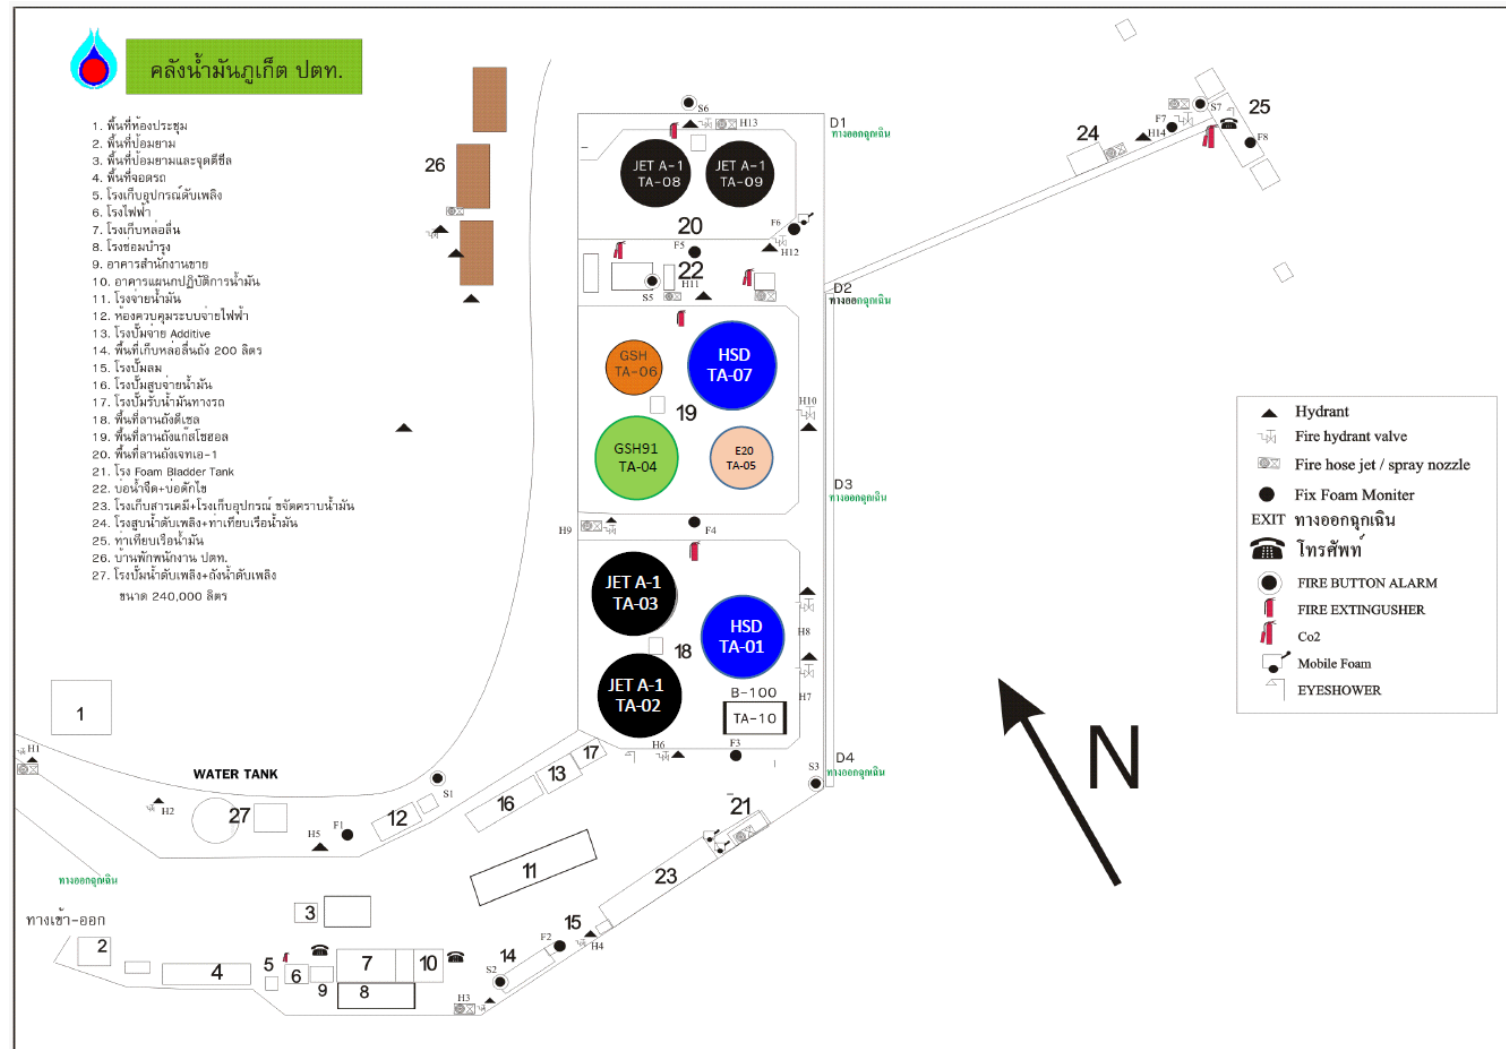 คลังน้ำมันภูเก็ต ปตท.
1. พื้นที่ห้องประชุม
2. พื้นที่ป้อมยาม
3. พื้นที่ป้อมยามและจุดตีซีล
4. พื้นที่จอดรถ
5. โรงเก็บอุปกรณ์ดับเพลิง
6. โรงไฟฟ้า
7. โรงเก็บหล่อลื่น
8. โรงซ่อมบำรุง
9. อาคารสำนักงานขาย
10. อาคารแผนกปฏิบัติการน้ำมัน
11. โรงจ่ายน้ำมัน
12. ห้องควบคุมระบบจ่ายไฟฟ้า
13. โรงปั๊มจ่าย Additive
14. พื้นที่เก็บหล่อลื่นถัง 200 ลิตร
15. โรงปั๊มลม
16. โรงปั๊มสูบจ่ายน้ำมัน
17. โรงปั๊มรับน้ำมันทางรถ
18. พื้นที่ลานถังดีเซล
19. พื้นที่ลานถังแก๊สโซฮอล
20. พื้นที่ลานถังเจทเอ-1
21. โรง Foam Bladder Tank
22. บ่อน้ำจืด+บ่อดักไข
23. โรงเก็บสารเคมี+โรงเก็บอุปกรณ์ ขจัดคราบน้ำมัน
24. โรงสูบน้ำดับเพลิง+ท่าเทียบเรือน้ำมัน
25. ท่าเทียบเรือน้ำมัน
26. บ้านพักพนักงาน ปตท.
27. โรงปั๊มน้ำดับเพลิง+ถังน้ำดับเพลิง
ขนาด 240,000 ลิตร
26
S6
H13
D1
ทางออกฉุกเฉิน
JET A-1
TA-08
JET A-1
TA-09
20
F6
F5
H12
22
H11
S5
D2
ทางออกฉุกเฉิน
24
H14
F7
S7
25
F8
GSH
TA-06
HSD
TA-07
19
H10
GSH91
TA-04
E20
TA-05
D3
ทางออกฉุกเฉิน
H9
F4
JET A-1
TA-03
HSD
TA-01
H8
18
JET A-1
TA-02
H7
B-100
TA-10
H6
F3
D4
ทางออกฉุกเฉิน
S3
Hydrant
Fire hydrant valve
Fire hose jet / spray nozzle
Fix Foam Moniter
EXIT ทางออกฉุกเฉิน
โทรศัพท์
FIRE BUTTON ALARM
FIRE EXTINGUSHER
Co2
Mobile Foam
EYESHOWER
N
1
H1
WATER TANK
H2
27
H5
F1
S1
12
16
13
17
21
11
23
ทางออกฉุกเฉิน
ทางเข้า-ออก
2
3
4
5
6
9
7
8
10
14
15
F2
H4
S2
H3